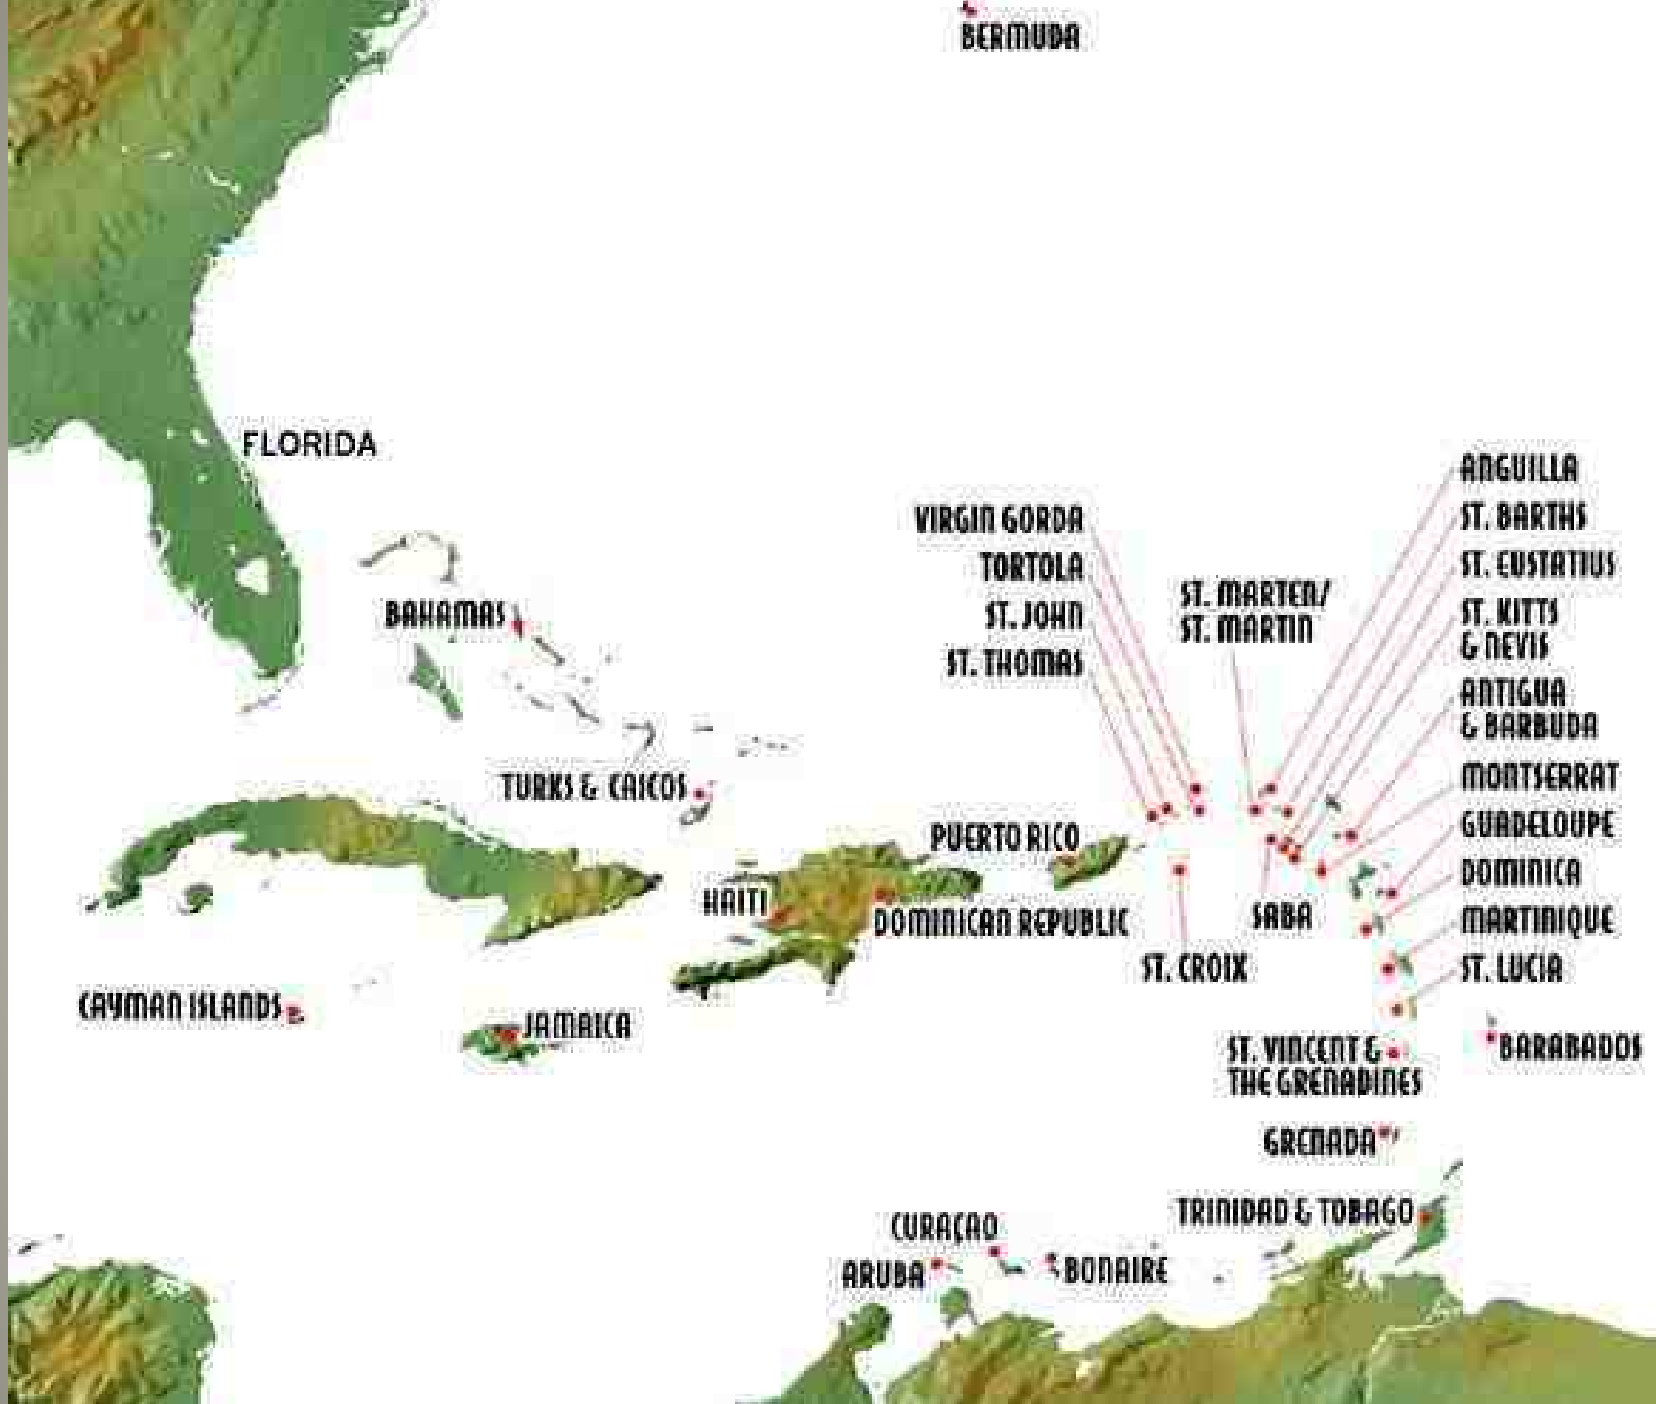 BERMUDA
FLORIDA
ANGUILLA
VIRGIN GORDA
ST. BARTHS
TORTOLA
ST. EUSTATIUS
ST. MARTEN/
ST. MARTIN
ST. JOHN
BAHAMAS
ST. KITTS
& NEVIS
ST. THOMAS
ANTIGUA
& BARBUDA
MONTSERRAT
TURKS & CAICOS
GUADELOUPE
PUERTO RICO
DOMINICA
HAITI
DOMINICAN REPUBLIC
SABA
MARTINIQUE
ST. CROIX
ST. LUCIA
CAYMAN ISLANDS
JAMAICA
ST. VINCENT &
THE GRENADINES
BARABADOS
GRENADA
TRINIDAD & TOBAGO
CURAÇAO
ARUBA
BONAIRE